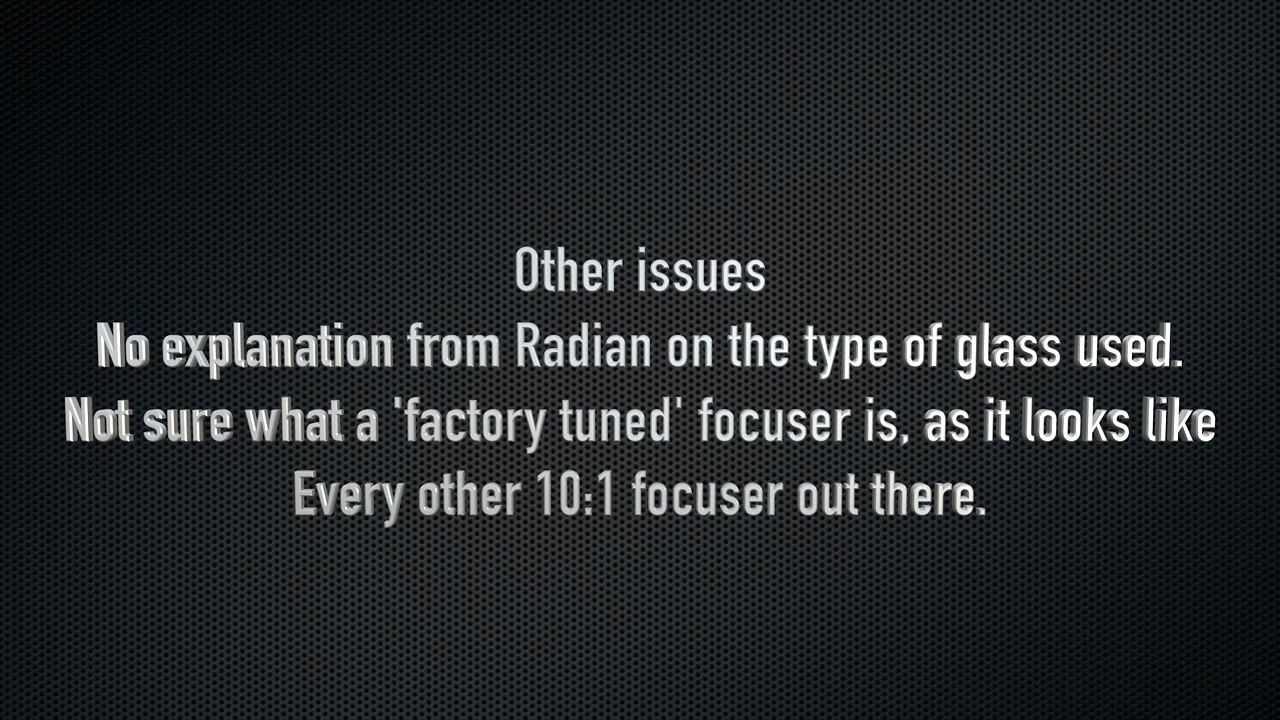 Other issues
No explanation from Radian on the type of glass used.
Not sure what a 'factory tuned' focuser is, as it looks like
Every other 10:1 focuser out there.